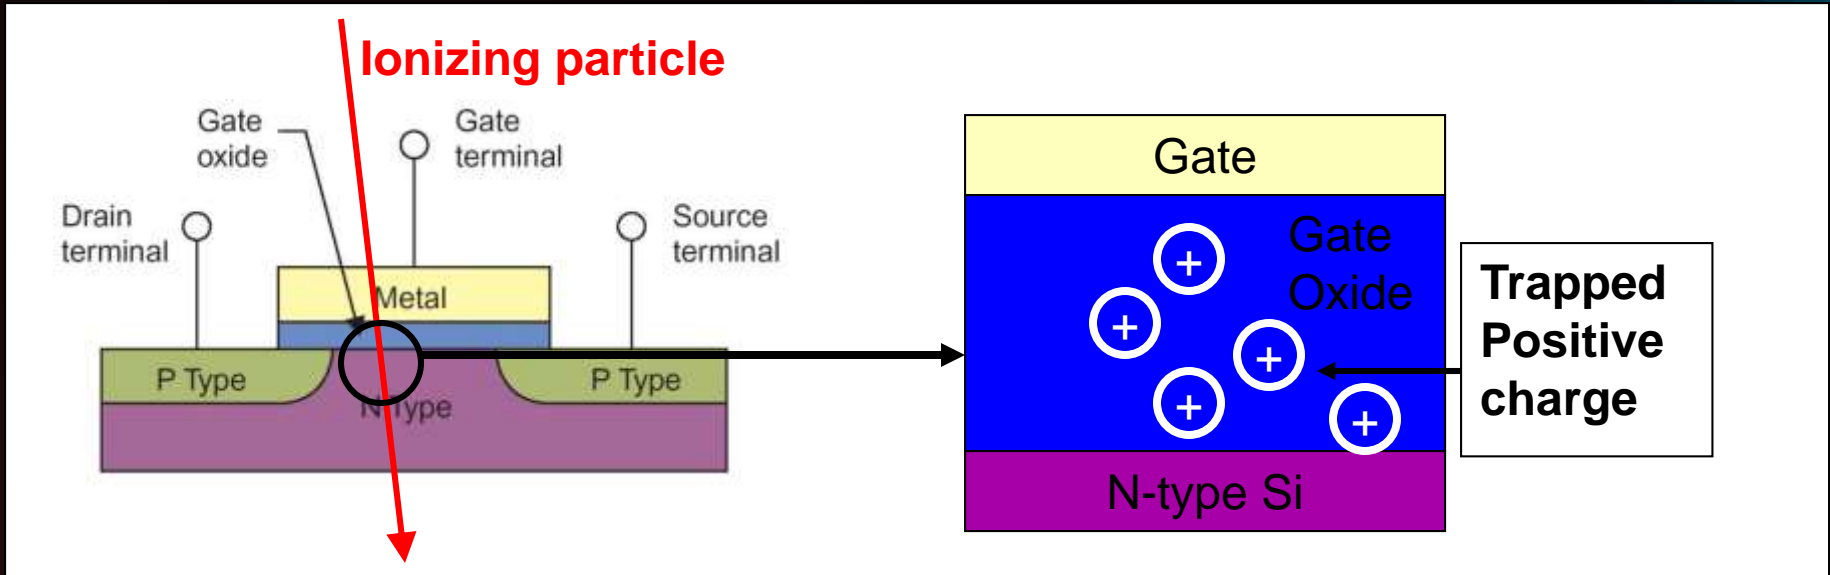 Ionizing particle
Gate
oxide
Gate
terminal
Drain
terminal
Source
terminal
Metal
P Type
P Type
N Type
Gate
Gate
Oxide
+
+
+
+
+
N-type Si
Trapped
Positive
charge